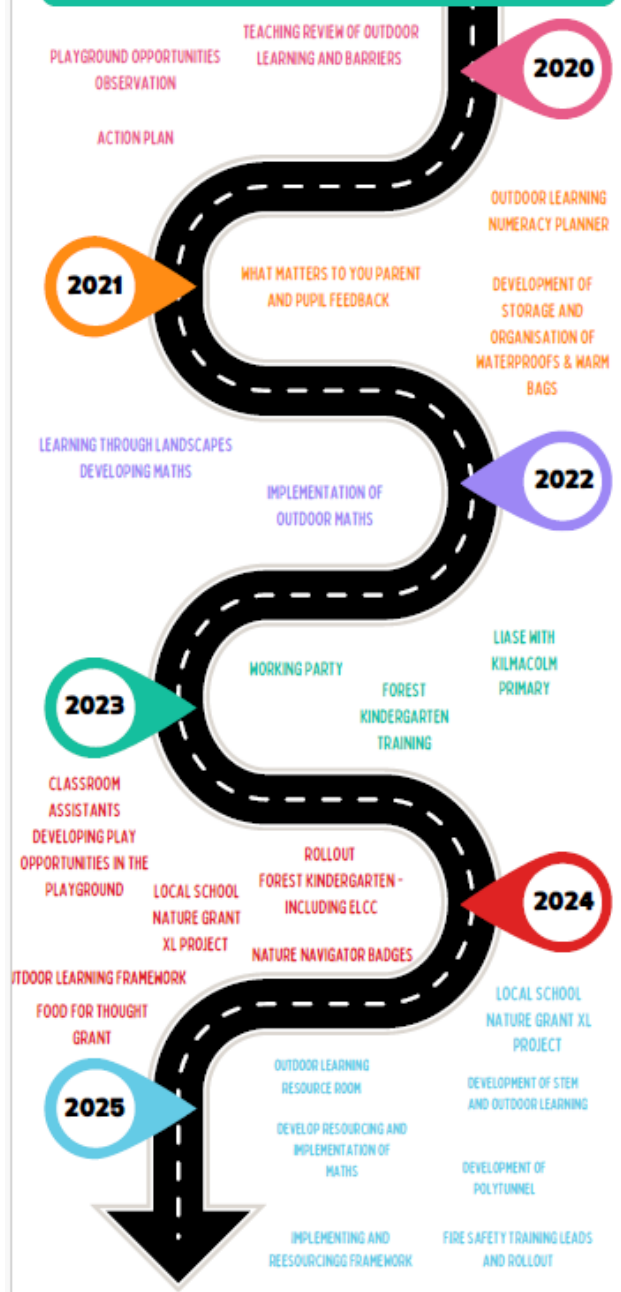 TEACHING REVIEW OF OUTDOOR
LEARNING AND BARRIERS
PLAYGROUND OPPORTUNITIES
OBSERVATION
ACTION PLAN
2020
OUTDOOR LEARNING
NUMERACY PLANNER
2021
WHAT MATTERS TO YOU PARENT
AND PUPIL FEEDBACK
DEVELOPMENT OF
STORAGE AND
ORGANISATION OF
WATERPROOFS & WARM
BAGS
LEARNING THROUGH LANDSCAPES
DEVELOPING MATHS
IMPLEMENTATION OF
OUTDOOR MATHS
2022
LIASE WITH
KILMACOLM
PRIMARY
WORKING PARTY
FOREST
KINDERGARTEN
TRAINING
2023
CLASSROOM
ASSISTANTS
DEVELOPING PLAY
OPPORTUNITIES IN THE
PLAYGROUND
LOCAL SCHOOL
NATURE GRANT
XL PROJECT
ROLLOUT
FOREST KINDERGARTEN -
INCLUDING ELCC
NATURE NAVIGATOR BADGES
2024
UTDOOR LEARNING FRAMEWORK
FOOD FOR THOUGHT
GRANT
LOCAL SCHOOL
NATURE GRANT XL
PROJECT
2025
OUTDOOR LEARNING
RESOURCE ROOM
DEVELOPMENT OF STEM
AND OUTDOOR LEARNING
DEVELOP RESOURCING AND
IMPLEMENTATION OF
MATHS
DEVELOPMENT OF
POLYTUNNEL
IMPLEMENTING AND
REESOURCINGG FRAMEWORK
FIRE SAFETY TRAINING LEADS
AND ROLLOUT